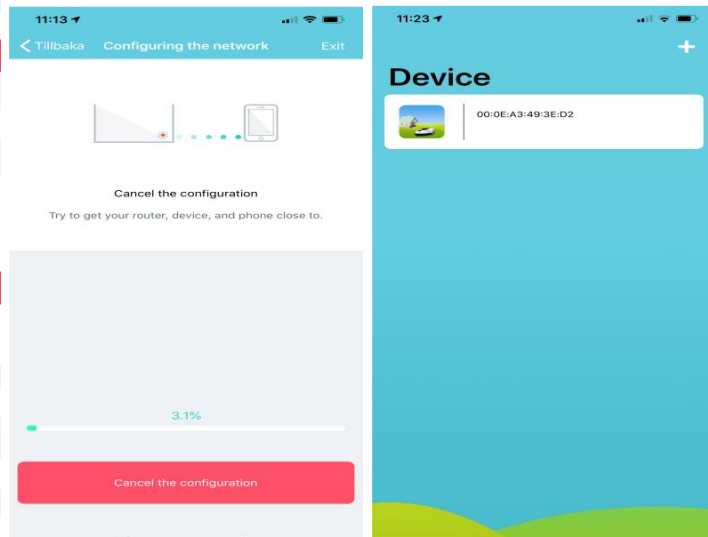 11:13
Tillbaka Configuring the network Exit
Cancel the configuration
Try to get your router, device, and phone close to.
3.1%
Cancel the configuration
11:23
Device
00:0E:A3:49:3E:D2